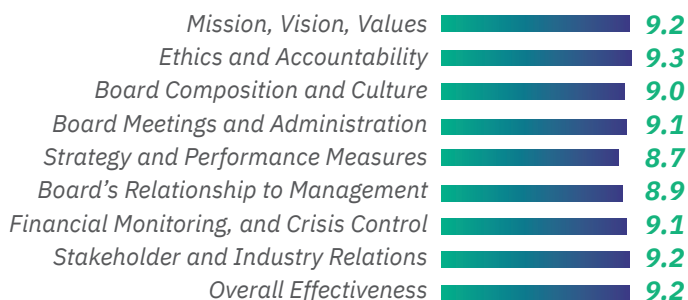 Mission, Vision, Values 9.2
Ethics and Accountability 9.3
Board Composition and Culture 9.0
Board Meetings and Administration 9.1
Strategy and Performance Measures 8.7
Board's Relationship to Management 8.9
Financial Monitoring, and Crisis Control 9.1
Stakeholder and Industry Relations 9.2
Overall Effectiveness 9.2